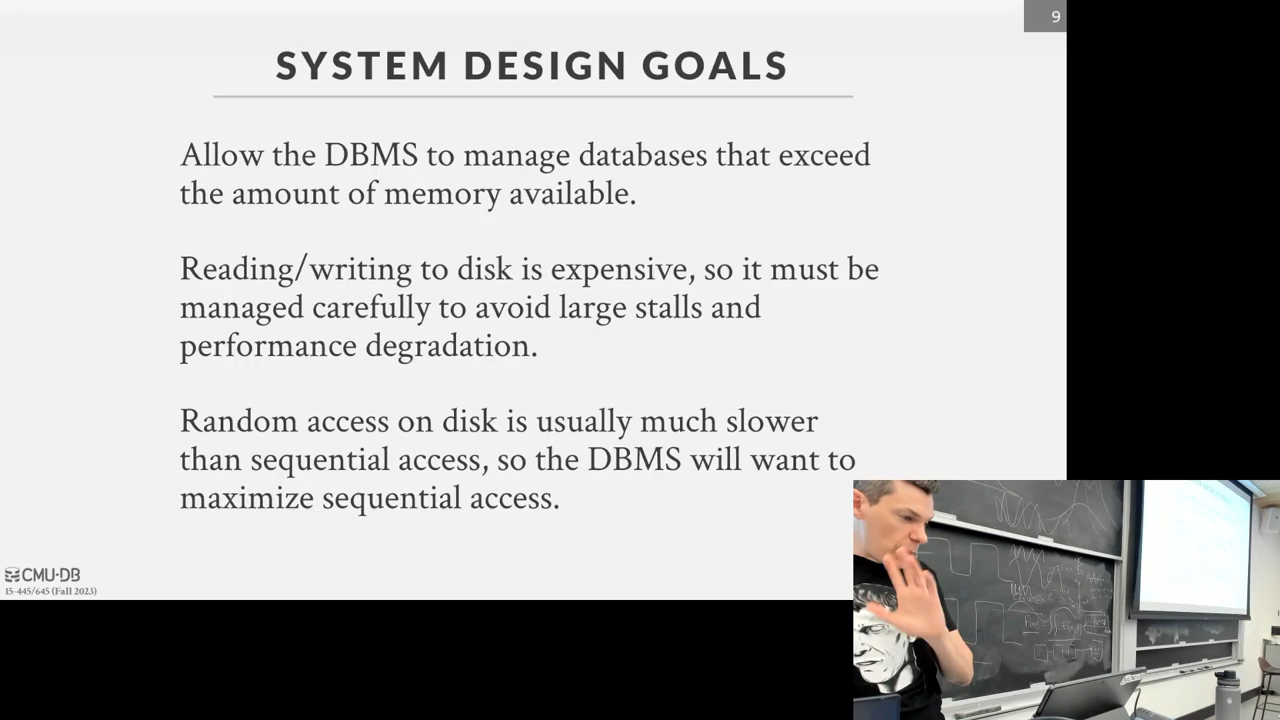 9
SYSTEM DESIGN GOALS
Allow the DBMS to manage databases that exceed
the amount of memory available.
Reading/writing to disk is expensive, so it must be
managed carefully to avoid large stalls and
performance degradation.
Random access on disk is usually much slower
than sequential access, so the DBMS will want to
maximize sequential access.
CMU·DB
15-445/645 (Fall 2023)